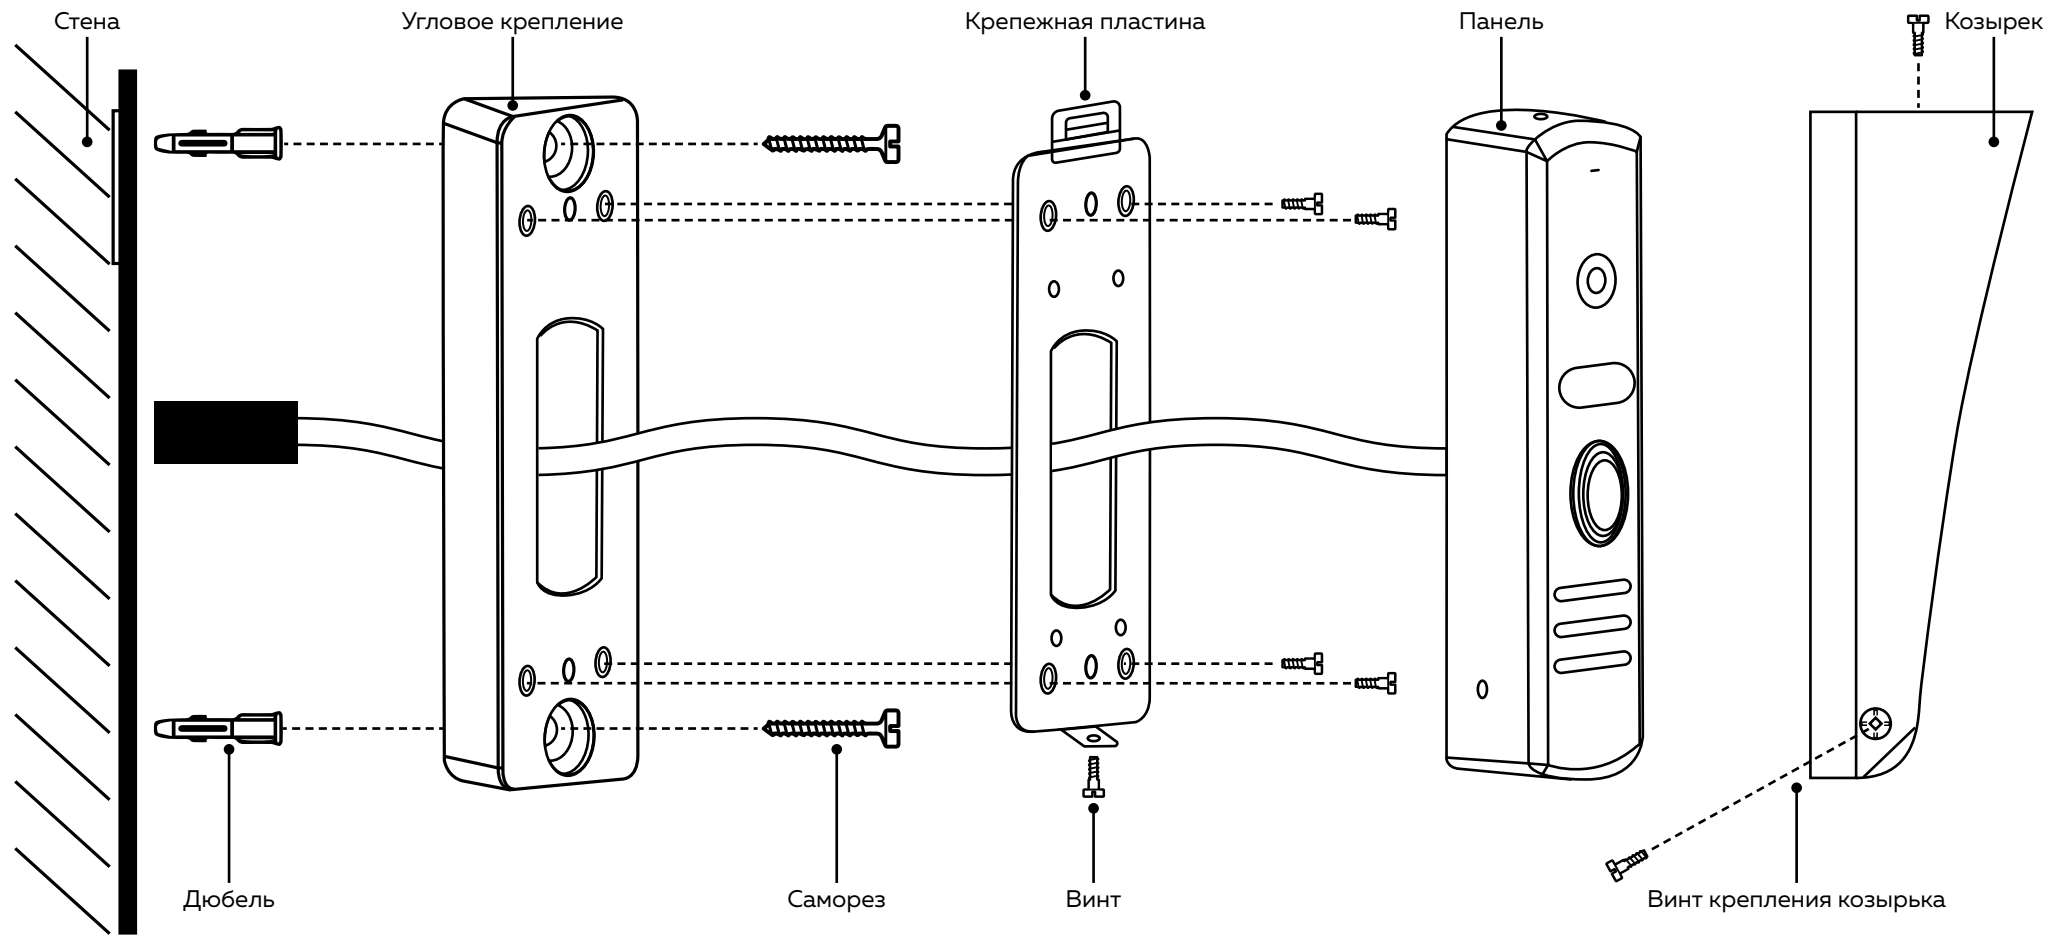 Стена
Угловое крепление
Крепежная пластина
Панель
Козырек
Дюбель
Саморез
Винт
Винт крепления козырька